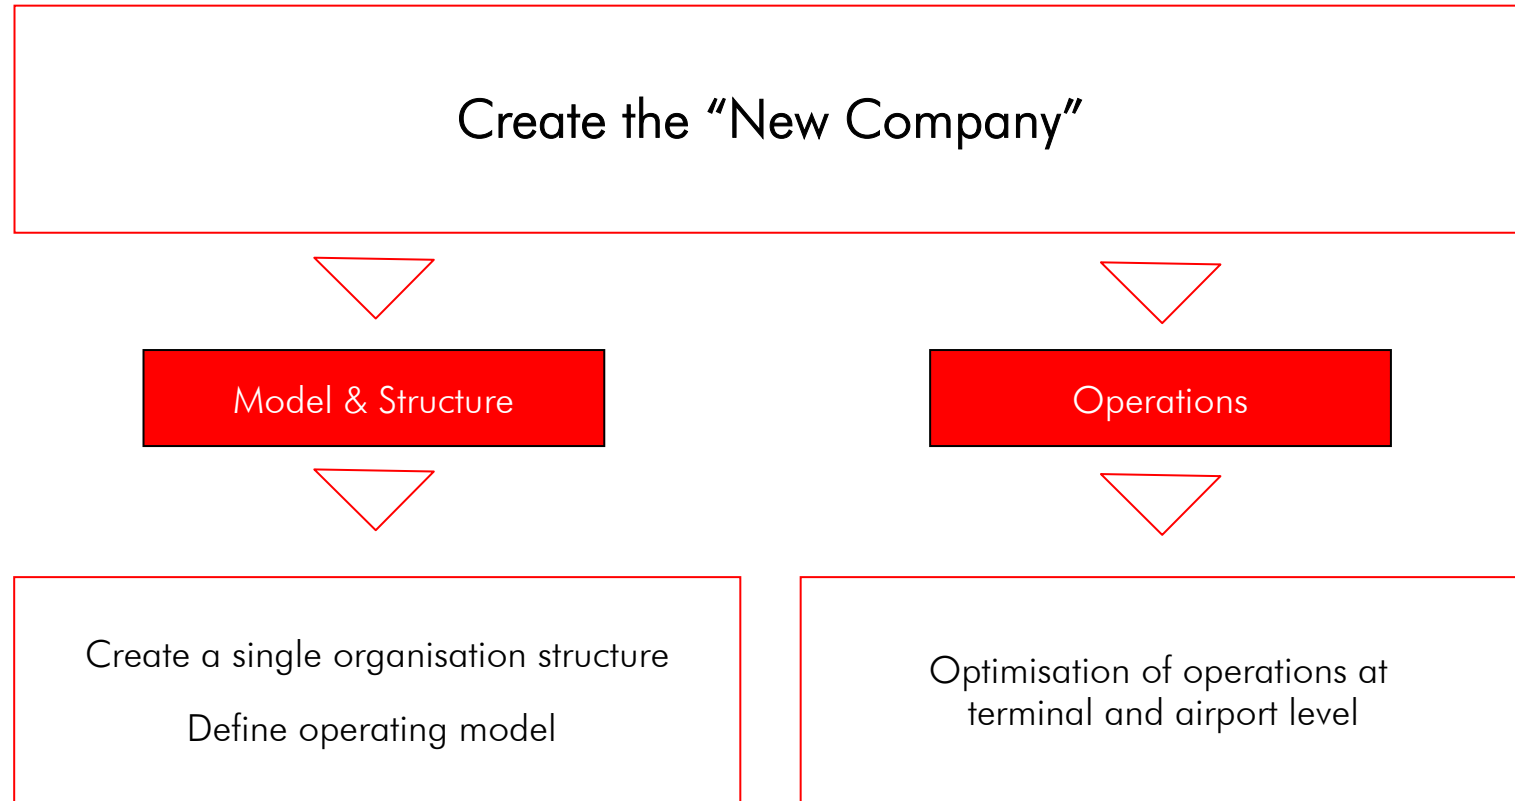 Create the “New Company”
Model & Structure
Operations
Create a single organisation structure
Define operating model
Optimisation of operations at
terminal and airport level